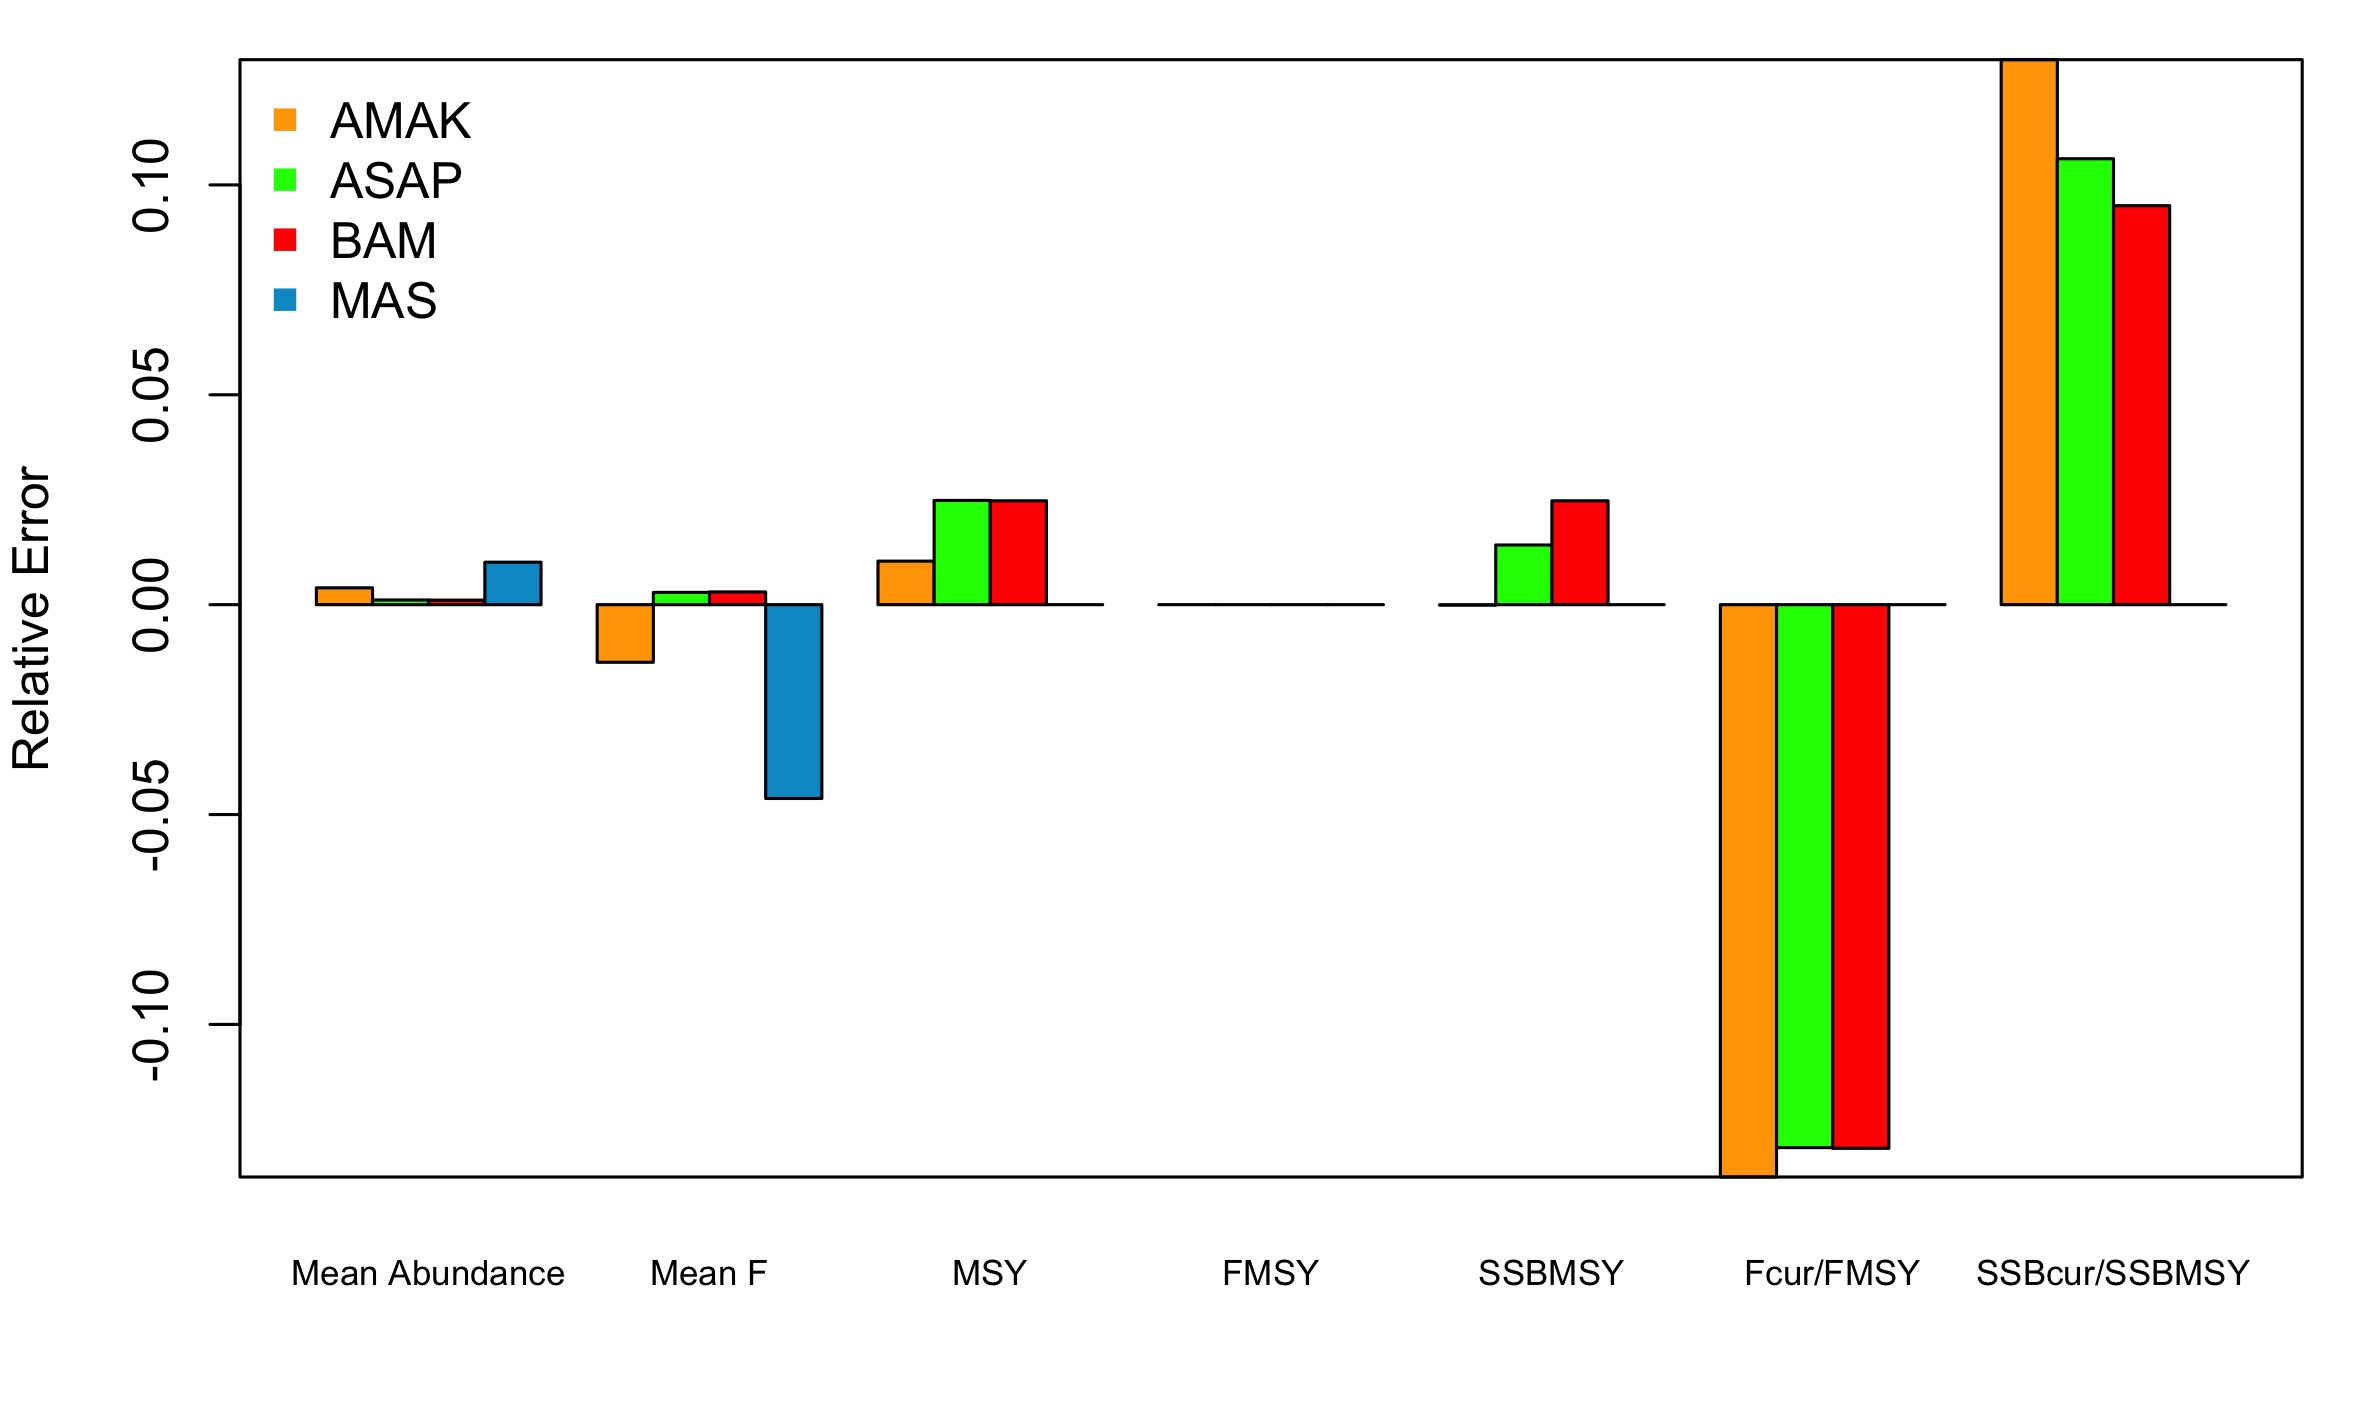 AMAK
ASAP
BAM
MAS
Relative Error
0.10
0.05
0.00
-0.05
-0.10
Mean Abundance
Mean F
MSY
FMSY
SSBMSY
Fcur/FMSY
SSBcur/SSBMSY